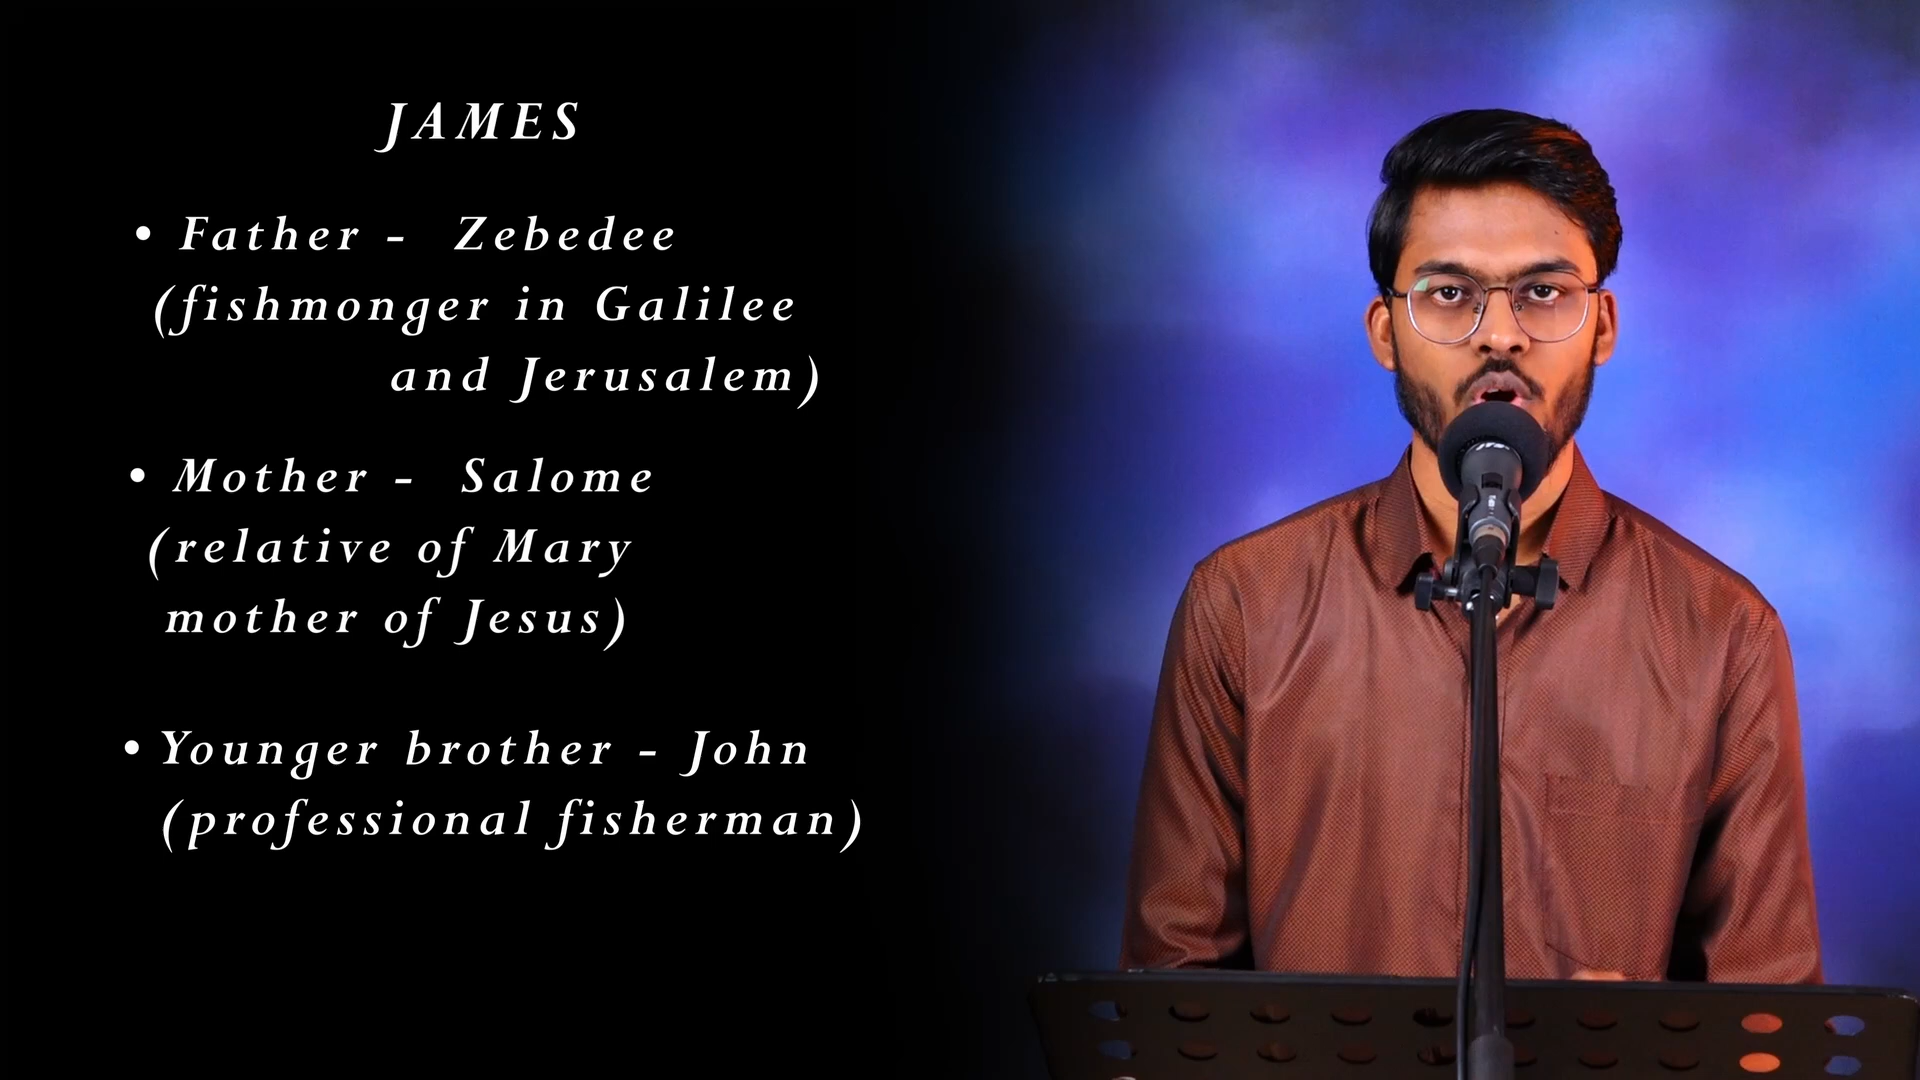 JAMES
• Father - Zebedee
(fishmonger in Galilee
and Jerusalem)
• Mother - Salome
(relative of Mary
mother of Jesus)
• Younger brother - John
(professional fisherman)